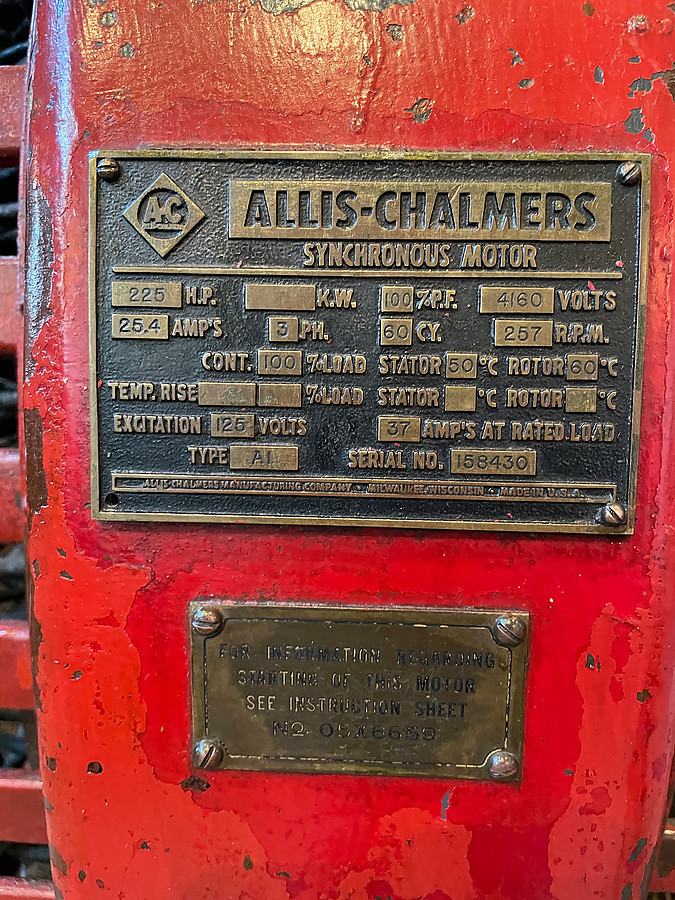 A-C ALLIS-CHALMERS
SYNCHRONOUS MOTOR
225 H.P. K.W. 100 % P.F. 4160 VOLTS
25.4 AMP'S 3 PH. 60 CY. 257 R.P.M.
CONT. 100 % LOAD STATOR 50 °C ROTOR 60 °C
TEMP. RISE % LOAD STATOR °C ROTOR °C
EXCITATION 125 VOLTS 37 AMP'S AT RATED LOAD
TYPE A1 SERIAL NO. 158430
ALLIS-CHALMERS MANUFACTURING COMPANY · MILWAUKEE, WISCONSIN · MADE IN U.S.A.
FOR INFORMATION REGARDING
STARTING OF THIS MOTOR
SEE INSTRUCTION SHEET
NO. 05X6659